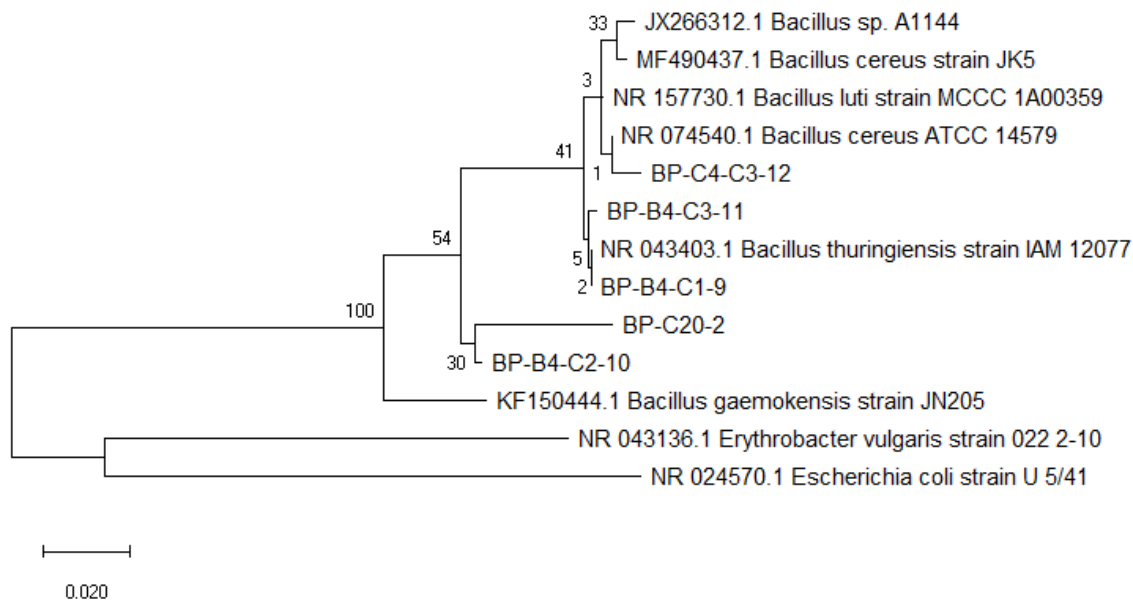 33
JX266312.1 Bacillus sp. A1144
MF490437.1 Bacillus cereus strain JK5
3
NR 157730.1 Bacillus luti strain MCCC 1A00359
NR 074540.1 Bacillus cereus ATCC 14579
41
1
BP-C4-C3-12
BP-B4-C3-11
54
NR 043403.1 Bacillus thuringiensis strain IAM 12077
5
2
BP-B4-C1-9
100
BP-C20-2
30
BP-B4-C2-10
KF150444.1 Bacillus gaemokensis strain JN205
NR 043136.1 Erythrobacter vulgaris strain 022 2-10
NR 024570.1 Escherichia coli strain U 5/41
0.020